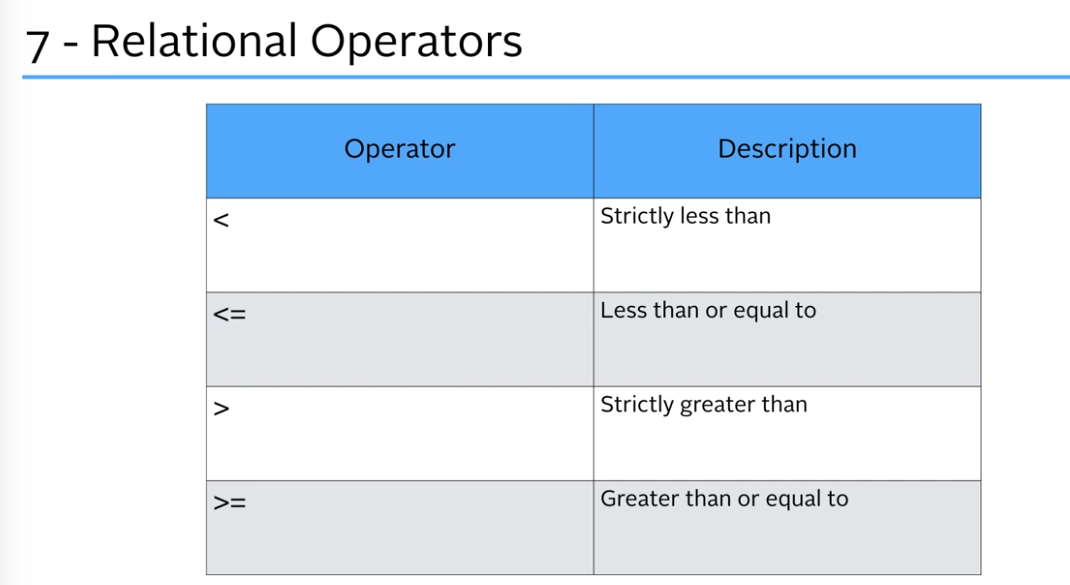 7 - Relational Operators
Operator Description
< Strictly less than
<= Less than or equal to
> Strictly greater than
>= Greater than or equal to